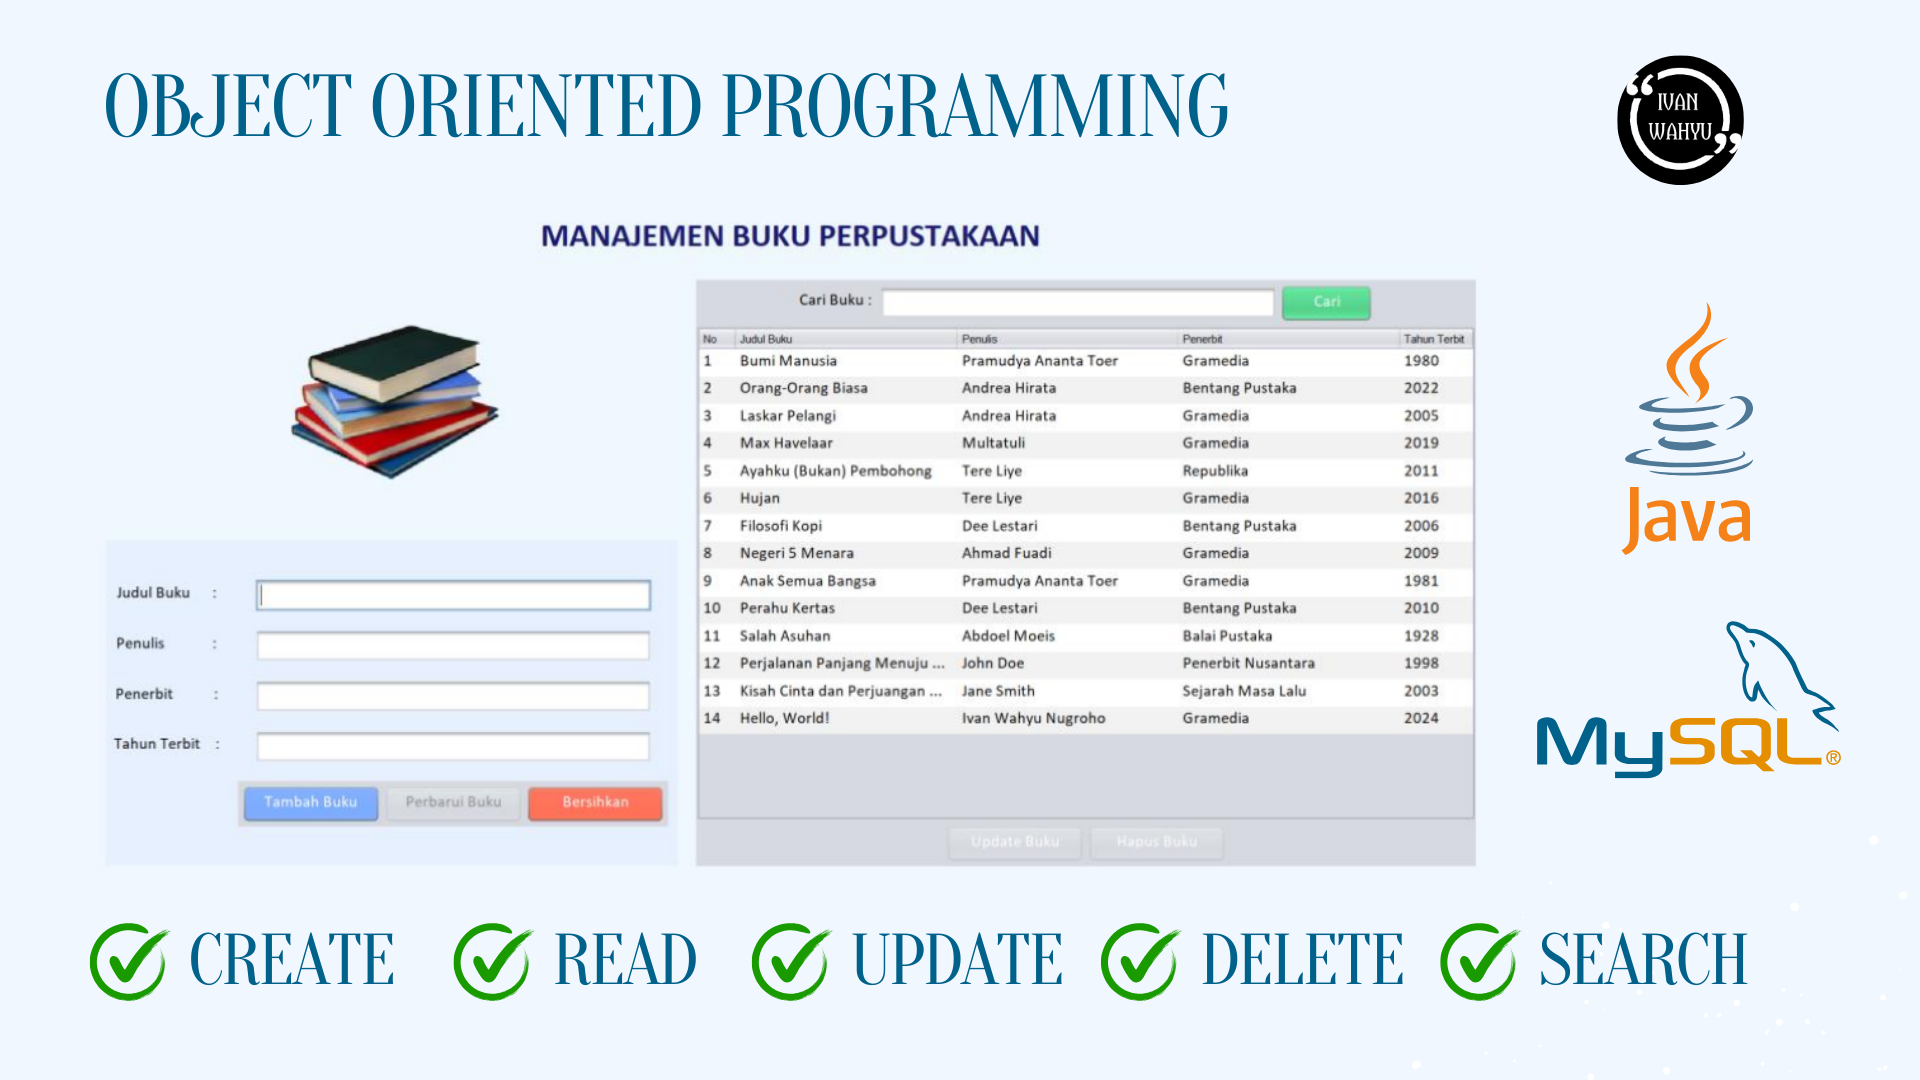 OBJECT ORIENTED PROGRAMMING
“ IVAN
WAHYU ”
MANAJEMEN BUKU PERPUSTAKAAN
Cari Buku : Cari
No Judul Buku Penulis Penerbit Tahun Terbit
1 Bumi Manusia Pramudya Ananta Toer Gramedia 1980
2 Orang-Orang Biasa Andrea Hirata Bentang Pustaka 2022
3 Laskar Pelangi Andrea Hirata Gramedia 2005
4 Max Havelaar Multatuli Gramedia 2019
5 Ayahku (Bukan) Pembohong Tere Liye Republika 2011
6 Hujan Tere Liye Gramedia 2016
7 Filosofi Kopi Dee Lestari Bentang Pustaka 2006
8 Negeri 5 Menara Ahmad Fuadi Gramedia 2009
9 Anak Semua Bangsa Pramudya Ananta Toer Gramedia 1981
10 Perahu Kertas Dee Lestari Bentang Pustaka 2010
11 Salah Asuhan Abdoel Moeis Balai Pustaka 1928
12 Perjalanan Panjang Menuju ... John Doe Penerbit Nusantara 1998
13 Kisah Cinta dan Perjuangan ... Jane Smith Sejarah Masa Lalu 2003
14 Hello, World! Ivan Wahyu Nugroho Gramedia 2024
Update Buku Hapus Buku
Judul Buku :
Penulis :
Penerbit :
Tahun Terbit :
Tambah Buku Perbarui Buku Bersihkan
Java
MySQL®
CREATE READ UPDATE DELETE SEARCH